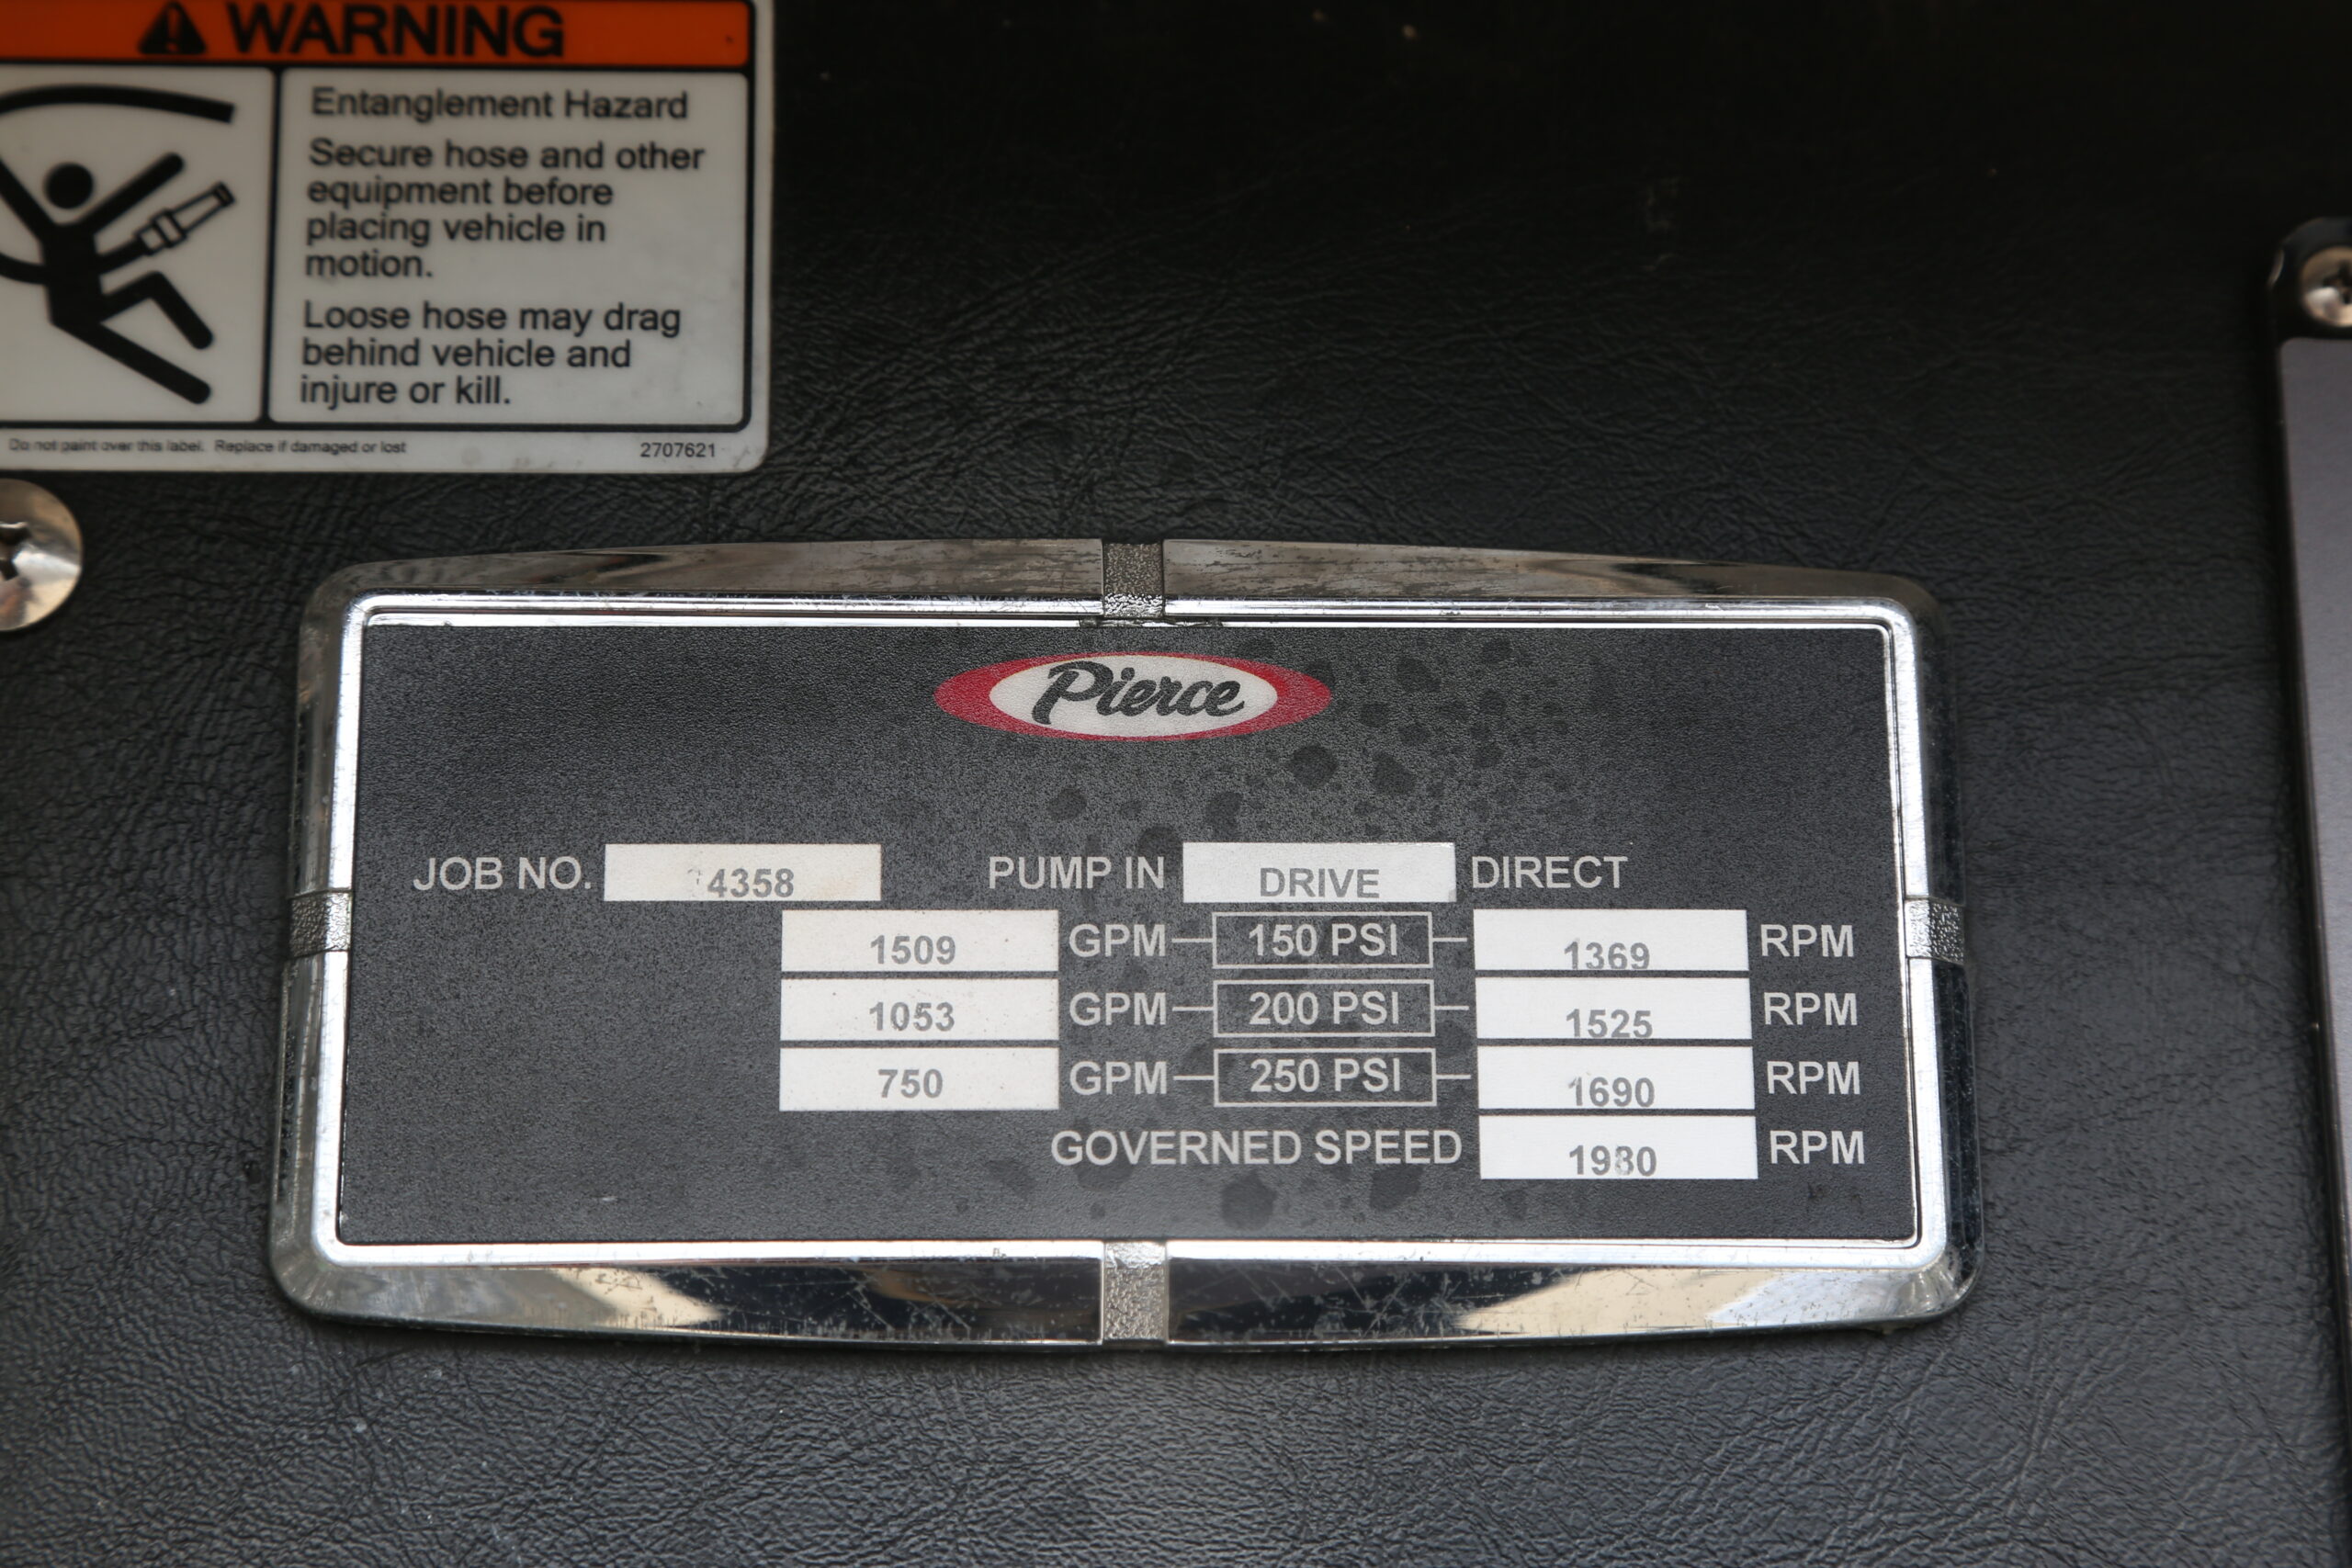 WARNING
Entanglement Hazard
Secure hose and other
equipment before
placing vehicle in
motion.
Loose hose may drag
behind vehicle and
injure or kill.
Do not paint over this label. Replace if damaged or lost 2707621
Pierce
JOB NO. 14358 PUMP IN DRIVE DIRECT
1509 GPM 150 PSI 1369 RPM
1053 GPM 200 PSI 1525 RPM
750 GPM 250 PSI 1690 RPM
GOVERNED SPEED 1980 RPM